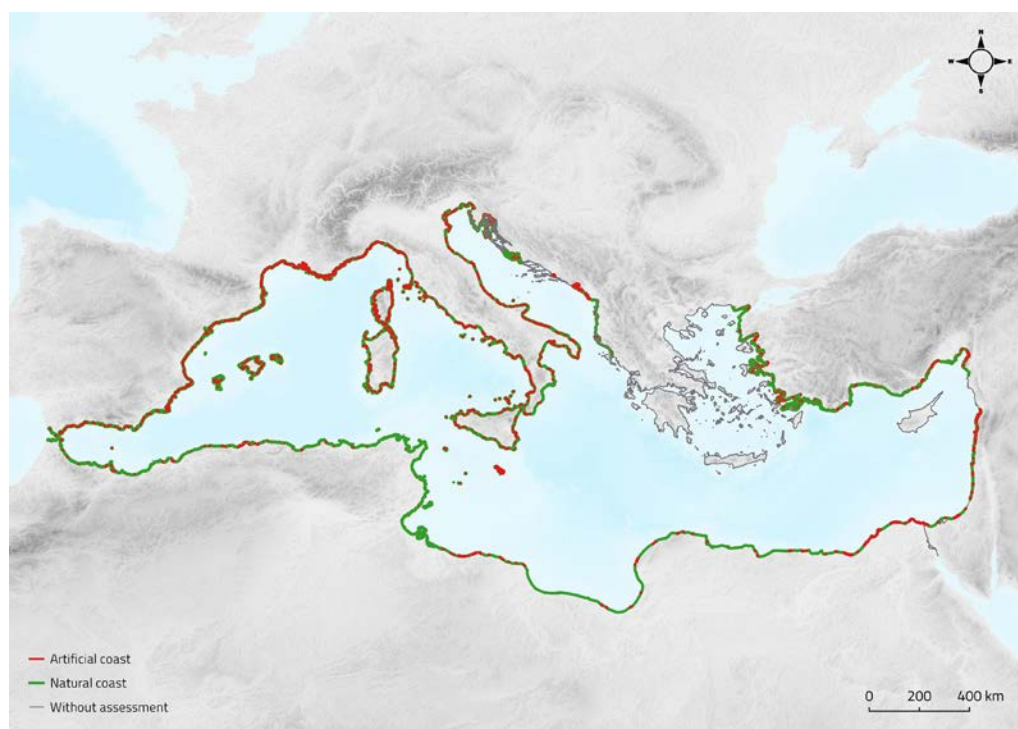 N
W E
S
Artificial coast
Natural coast
Without assessment
0 200 400 km